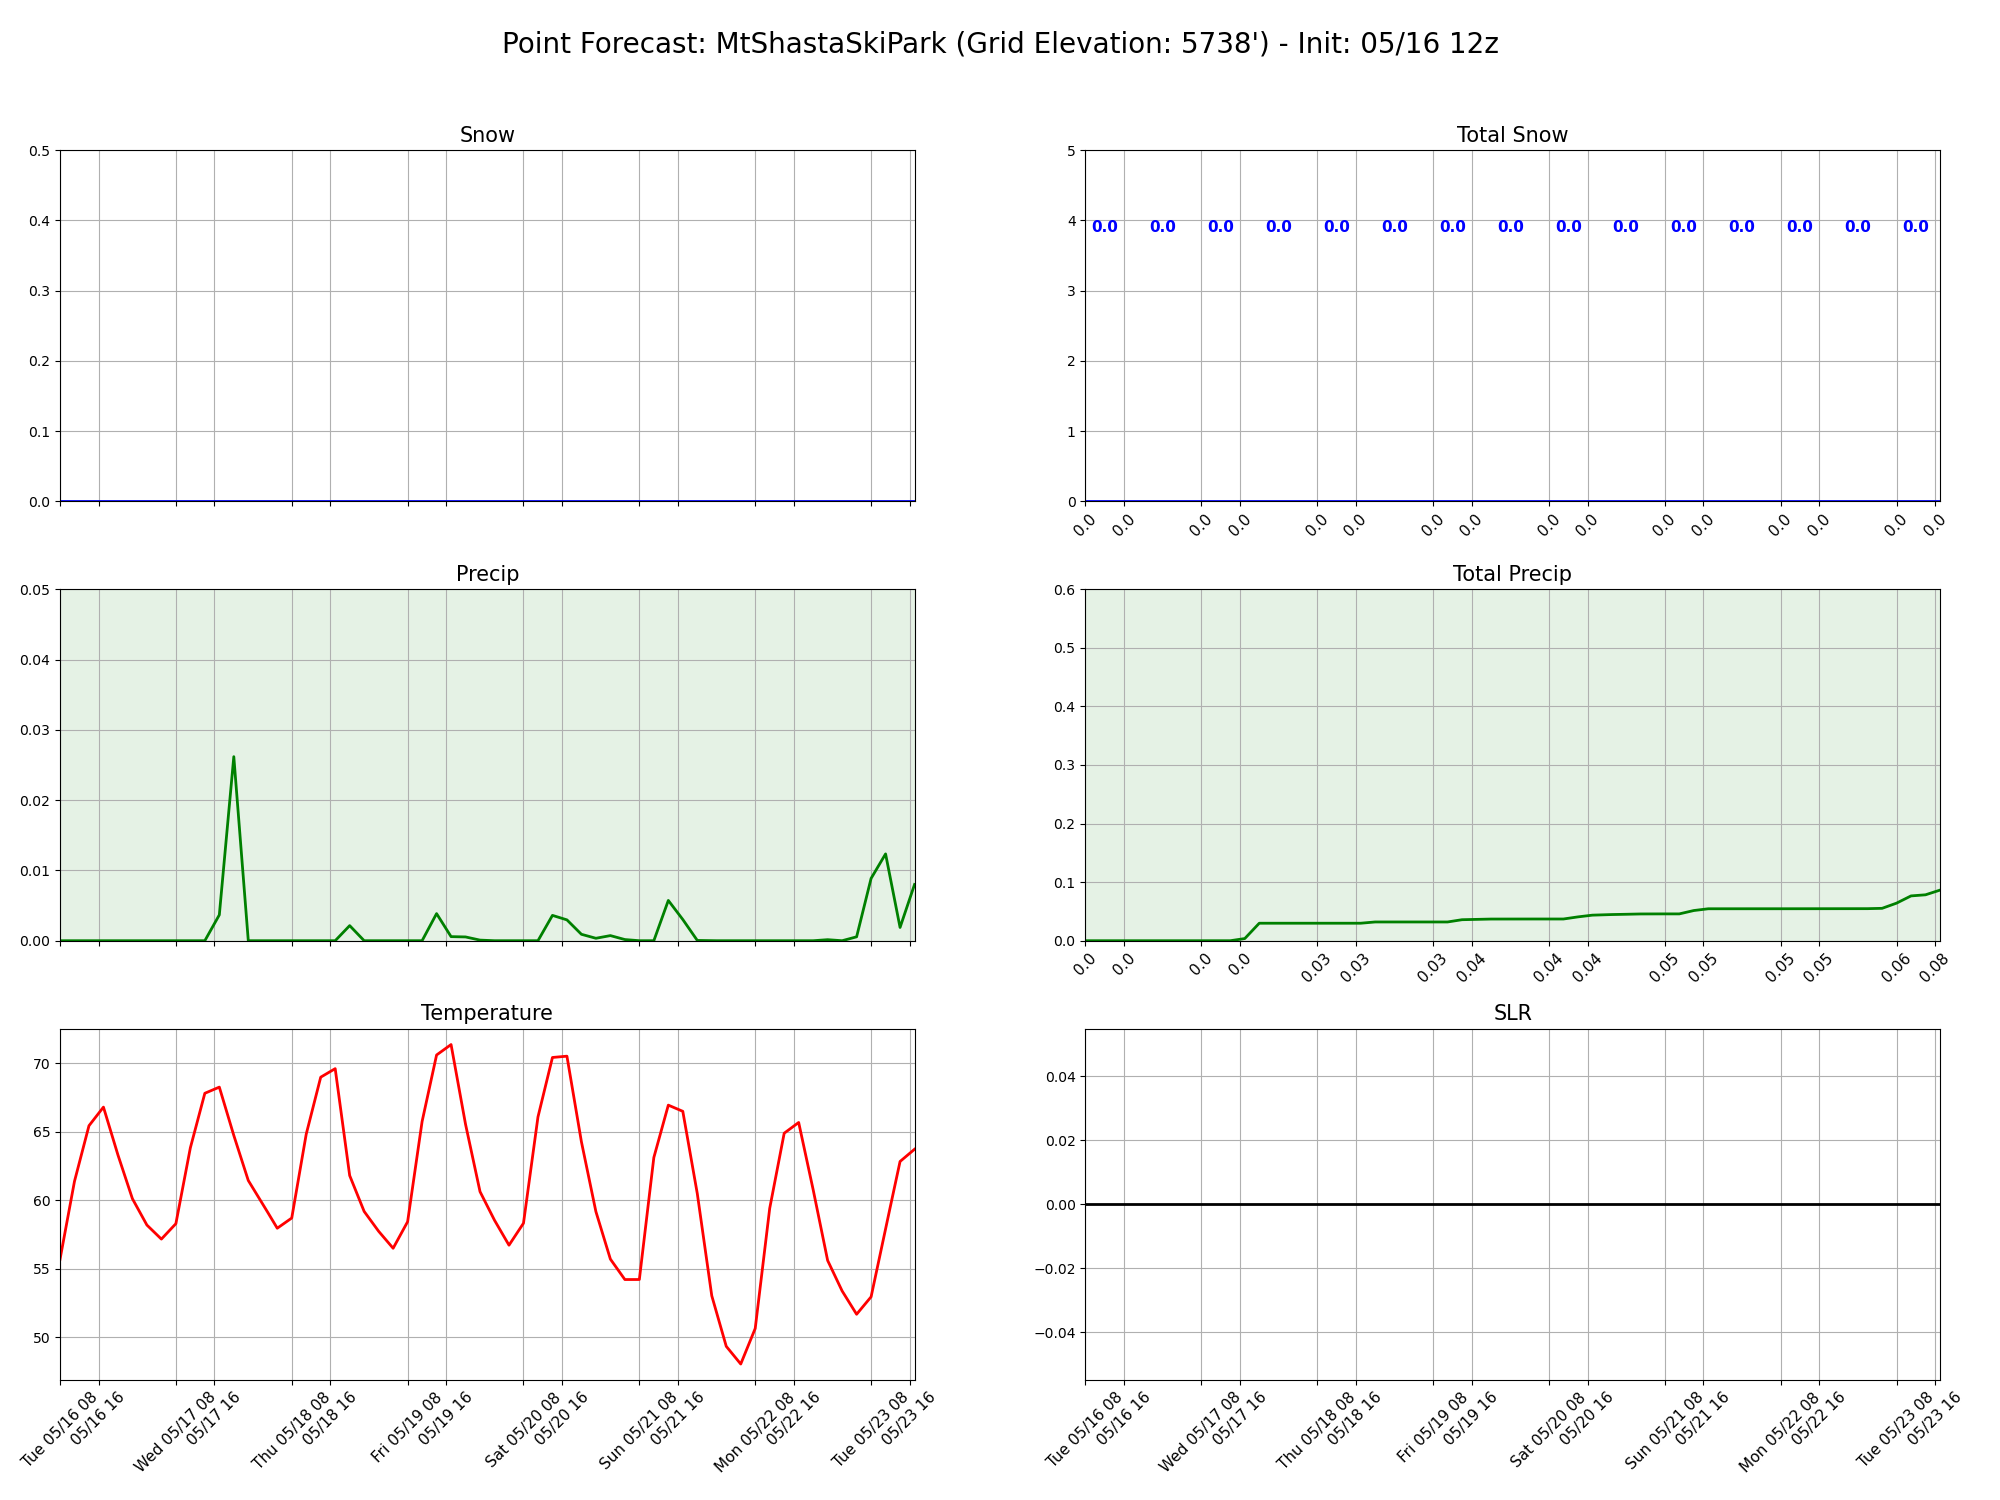 Point Forecast: MtShastaSkiPark (Grid Elevation: 5738') - Init: 05/16 12z
Snow
0.5
0.4
0.3
0.2
0.1
0.0
Total Snow
5
4
3
2
1
0
0.0 0.0 0.0 0.0 0.0 0.0 0.0 0.0 0.0 0.0 0.0 0.0 0.0 0.0 0.0
0.0 0.0 0.0 0.0 0.0 0.0 0.0 0.0 0.0 0.0 0.0 0.0 0.0 0.0 0.0 0.0
Precip
0.05
0.04
0.03
0.02
0.01
0.00
Total Precip
0.6
0.5
0.4
0.3
0.2
0.1
0.0
0.0 0.0 0.0 0.0 0.03 0.03 0.03 0.04 0.04 0.04 0.05 0.05 0.05 0.05 0.06 0.08
Temperature
70
65
60
55
50
Tue 05/16 08
05/16 16
Wed 05/17 08
05/17 16
Thu 05/18 08
05/18 16
Fri 05/19 08
05/19 16
Sat 05/20 08
05/20 16
Sun 05/21 08
05/21 16
Mon 05/22 08
05/22 16
Tue 05/23 08
05/23 16
SLR
0.04
0.02
0.00
−0.02
−0.04
Tue 05/16 08
05/16 16
Wed 05/17 08
05/17 16
Thu 05/18 08
05/18 16
Fri 05/19 08
05/19 16
Sat 05/20 08
05/20 16
Sun 05/21 08
05/21 16
Mon 05/22 08
05/22 16
Tue 05/23 08
05/23 16